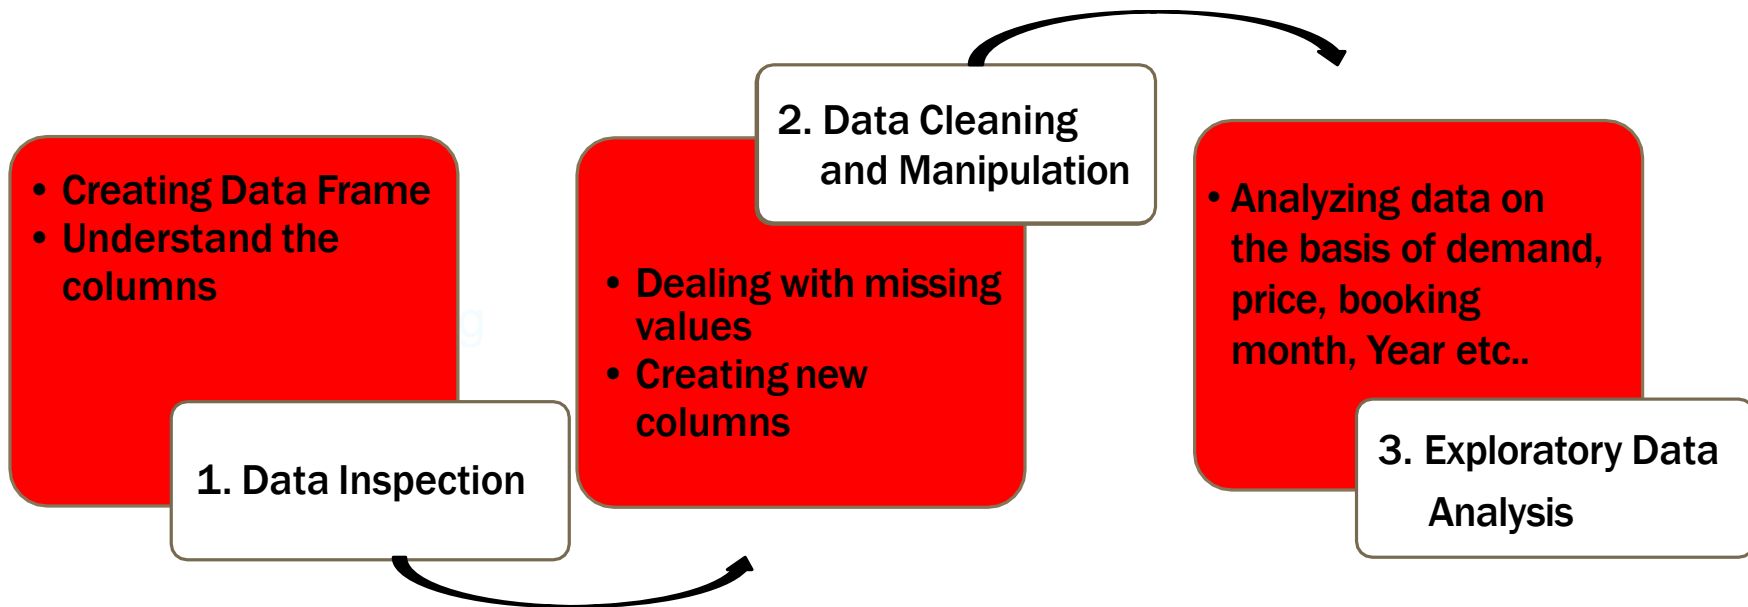 • Creating Data Frame
• Understand the
columns
1. Data Inspection
2. Data Cleaning
and Manipulation
• Dealing with missing
values
• Creating new
columns
• Analyzing data on
the basis of demand,
price, booking
month, Year etc..
3. Exploratory Data
Analysis